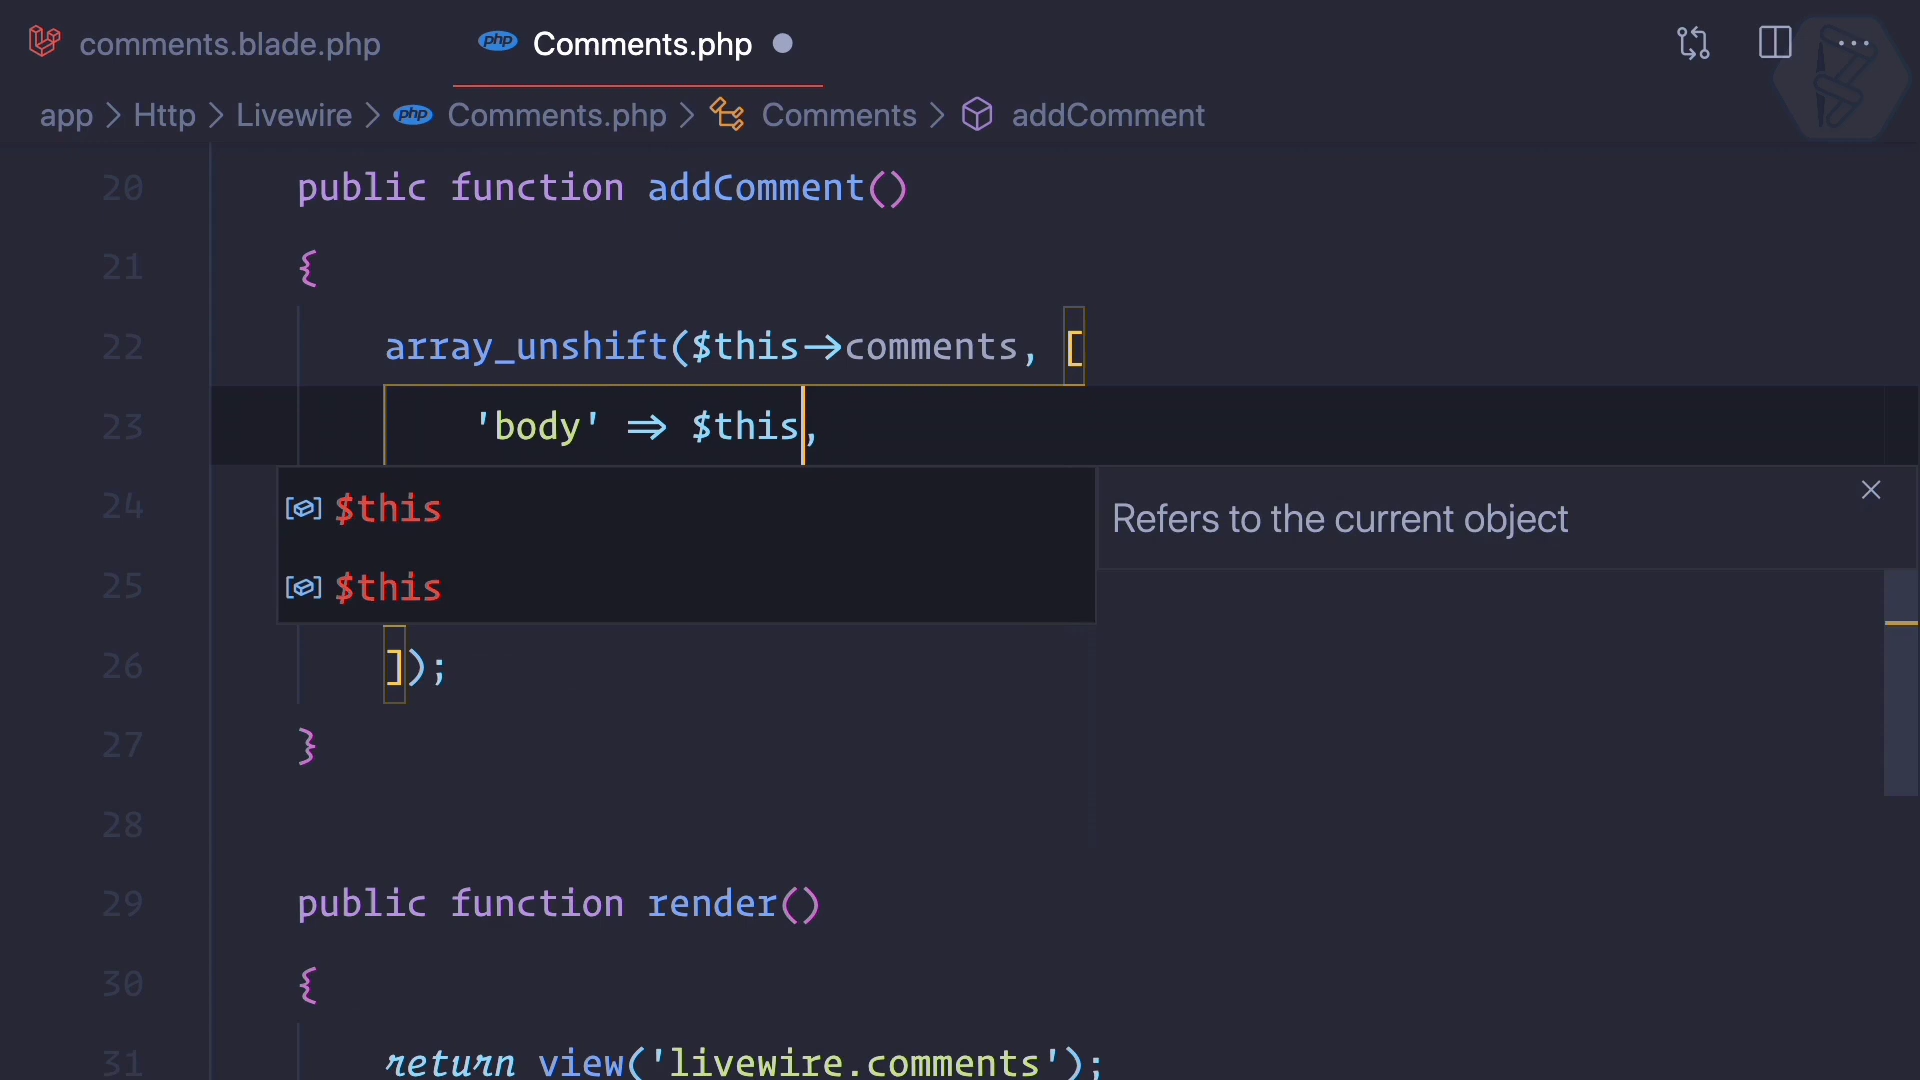 comments.blade.php
php Comments.php
app > Http > Livewire > php Comments.php > Comments > addComment
20 public function addComment()
21 {
22 array_unshift($this->comments, [
23 'body' => $this,
24 $this
Refers to the current object
25 $this
26 ]);
27 }
28
29 public function render()
30 {
31 return view('livewire.comments');